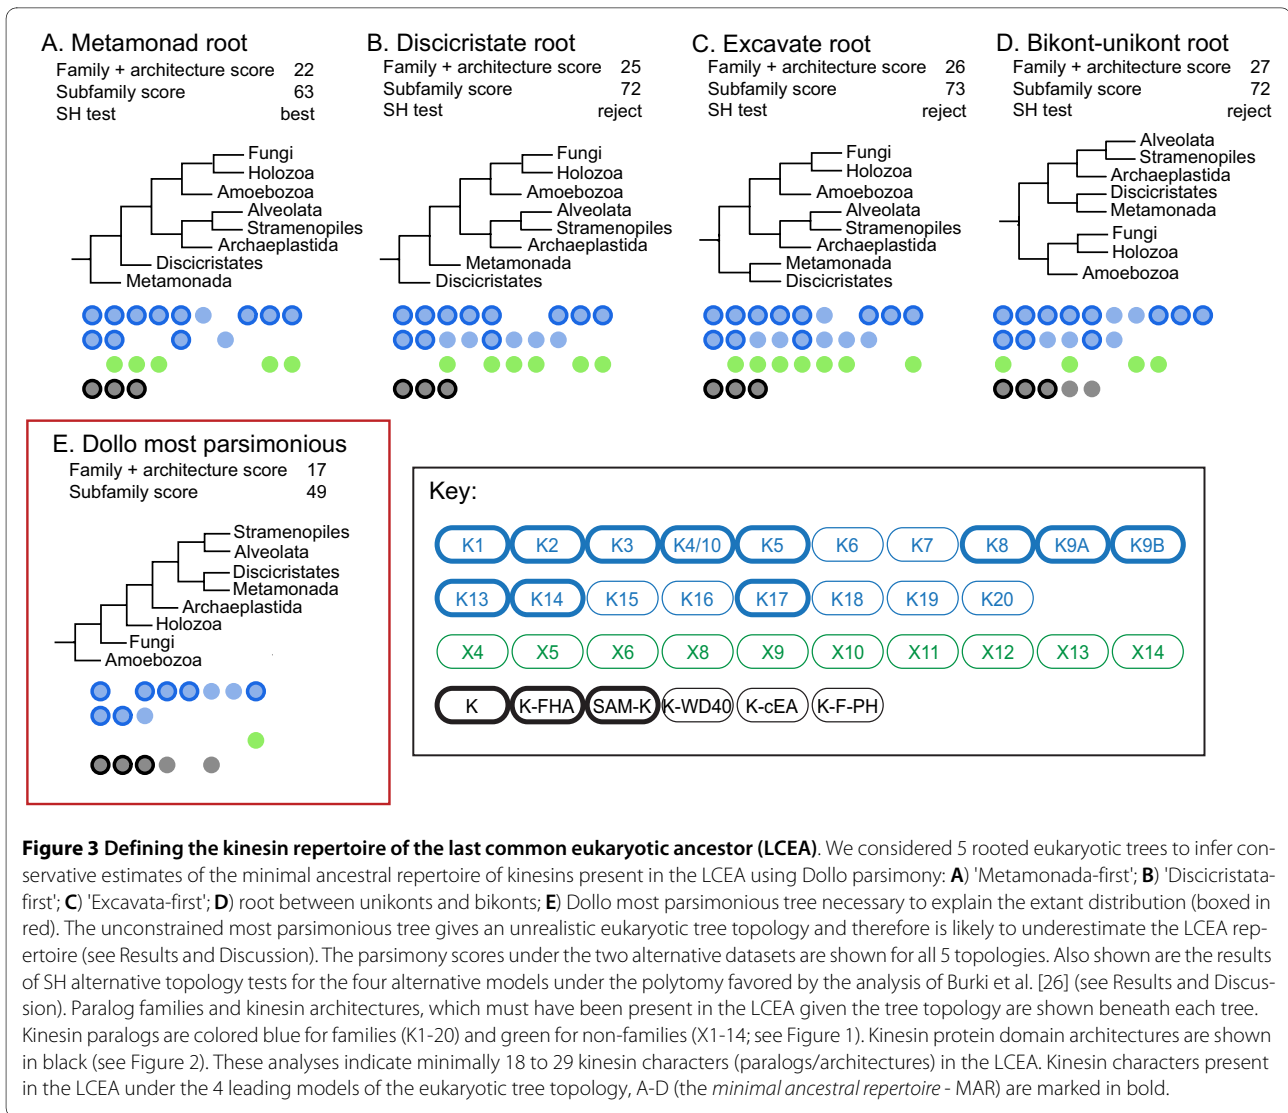 A. Metamonad root
Family + architecture score 22
Subfamily score 63
SH test best
Fungi
Holozoa
Amoebozoa
Alveolata
Stramenopiles
Archaeplastida
Discicristates
Metamonada
B. Discicristate root
Family + architecture score 25
Subfamily score 72
SH test reject
Fungi
Holozoa
Amoebozoa
Alveolata
Stramenopiles
Archaeplastida
Metamonada
Discicristates
C. Excavate root
Family + architecture score 26
Subfamily score 73
SH test reject
Fungi
Holozoa
Amoebozoa
Alveolata
Stramenopiles
Archaeplastida
Metamonada
Discicristates
D. Bikont-unikont root
Family + architecture score 27
Subfamily score 72
SH test reject
Alveolata
Stramenopiles
Archaeplastida
Discicristates
Metamonada
Fungi
Holozoa
Amoebozoa
E. Dollo most parsimonious
Family + architecture score 17
Subfamily score 49
Stramenopiles
Alveolata
Discicristates
Metamonada
Archaeplastida
Holozoa
Fungi
Amoebozoa
Key:
K1 K2 K3 K4/10 K5 K6 K7 K8 K9A K9B
K13 K14 K15 K16 K17 K18 K19 K20
X4 X5 X6 X8 X9 X10 X11 X12 X13 X14
K K-FHA SAM-K K-WD40 K-cEA K-F-PH
Figure 3 Defining the kinesin repertoire of the last common eukaryotic ancestor (LCEA). We considered 5 rooted eukaryotic trees to infer con-
servative estimates of the minimal ancestral repertoire of kinesins present in the LCEA using Dollo parsimony: A) 'Metamonada-first'; B) 'Discicristata-
first'; C) 'Excavata-first'; D) root between unikonts and bikonts; E) Dollo most parsimonious tree necessary to explain the extant distribution (boxed in
red). The unconstrained most parsimonious tree gives an unrealistic eukaryotic tree topology and therefore is likely to underestimate the LCEA rep-
ertoire (see Results and Discussion). The parsimony scores under the two alternative datasets are shown for all 5 topologies. Also shown are the results
of SH alternative topology tests for the four alternative models under the polytomy favored by the analysis of Burki et al. [26] (see Results and Discus-
sion). Paralog families and kinesin architectures, which must have been present in the LCEA given the tree topology are shown beneath each tree.
Kinesin paralogs are colored blue for families (K1-20) and green for non-families (X1-14; see Figure 1). Kinesin protein domain architectures are shown
in black (see Figure 2). These analyses indicate minimally 18 to 29 kinesin characters (paralogs/architectures) in the LCEA. Kinesin characters present
in the LCEA under the 4 leading models of the eukaryotic tree topology, A-D (the minimal ancestral repertoire - MAR) are marked in bold.